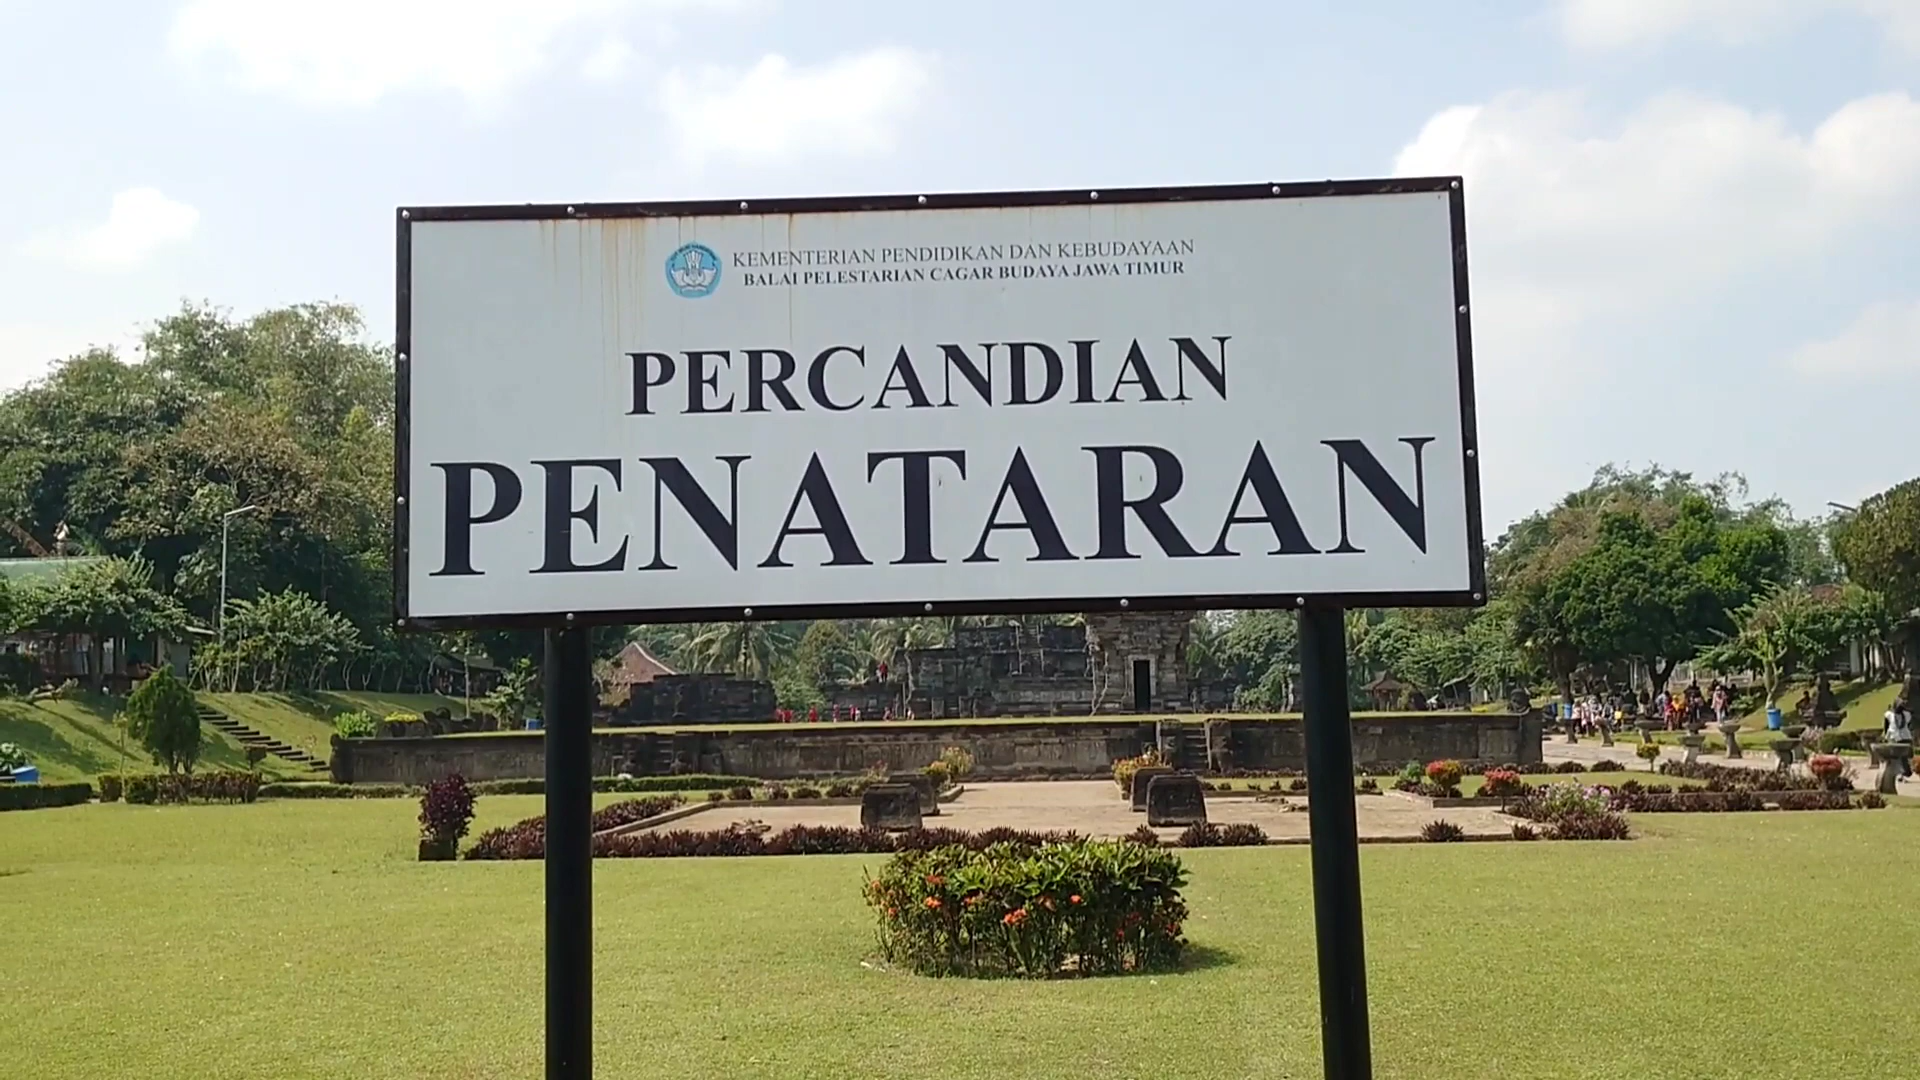 KEMENTERIAN PENDIDIKAN DAN KEBUDAYAAN
BALAI PELESTARIAN CAGAR BUDAYA JAWA TIMUR
PERCANDIAN
PENATARAN